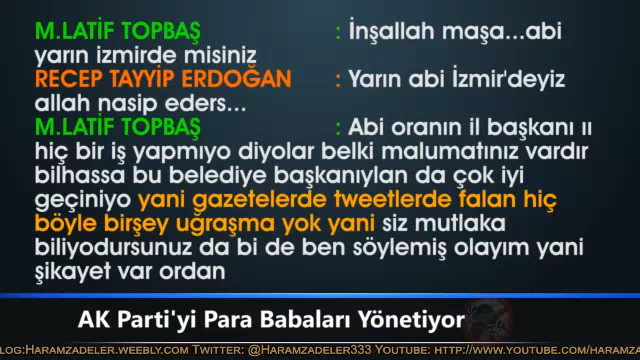 M.LATİF TOPBAŞ : İnşallah maşa...abi
yarın izmirde misiniz
RECEP TAYYİP ERDOĞAN : Yarın abi İzmir'deyiz
allah nasip eders...
M.LATİF TOPBAŞ : Abi oranın il başkanı ıı
hiç bir iş yapmıyo diyolar belki malumatınız vardır
bilhassa bu belediye başkanıylan da çok iyi
geçiniyo yani gazetelerde tweetlerde falan hiç
böyle birşey uğraşma yok yani siz mutlaka
biliyodursunuz da bi de ben söylemiş olayım yani
şikayet var ordan
AK Parti'yi Para Babaları Yönetiyor
log:Haramzadeler.weebly.com Twitter: @Haramzadeler333 Youtube: http://www.youtube.com/haramza